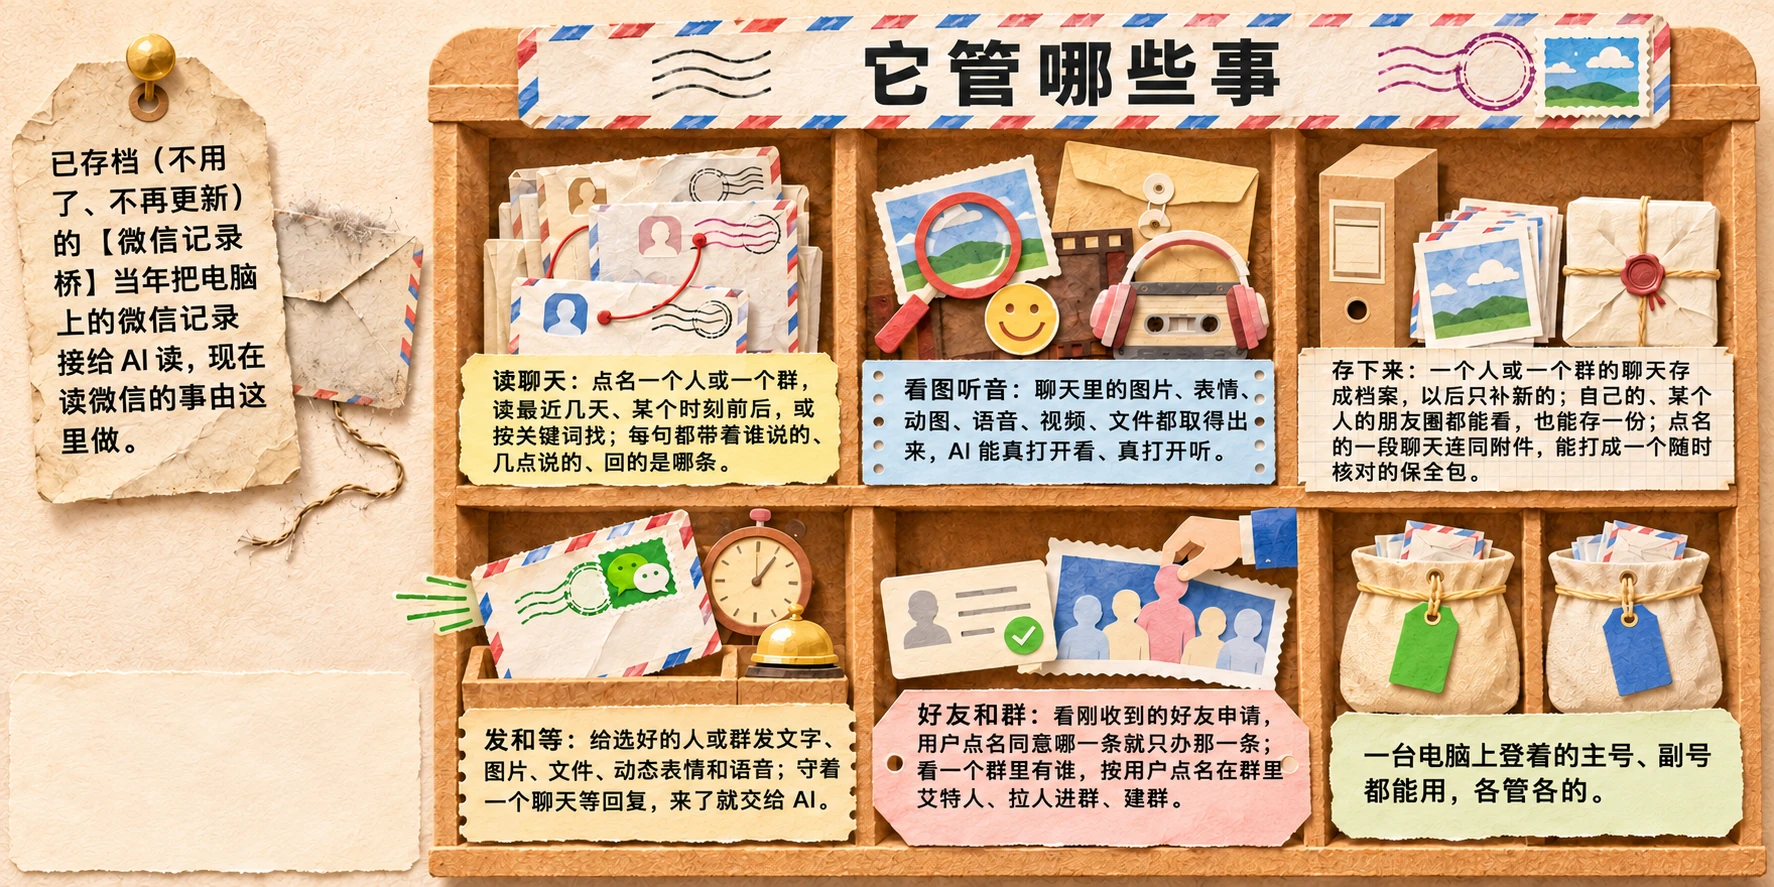 它管哪些事
已存档（不用
了、不再更新）
的【微信记录
桥】当年把电脑
上的微信记录
接给 AI 读，现在
读微信的事由这
里做。
读聊天：点名一个人或一个群，
读最近几天、某个时刻前后，或
按关键词找；每句都带着谁说的、
几点说的、回的是哪条。
看图听音：聊天里的图片、表情、
动图、语音、视频、文件都取得出
来，AI 能真打开看、真打开听。
存下来：一个人或一个群的聊天存
成档案，以后只补新的；自己的、某个
人的朋友圈都能看，也能存一份；点名
的一段聊天连同附件，能打成一个随时
核对的保全包。
发和等：给选好的人或群发文字、
图片、文件、动态表情和语音；守着
一个聊天等回复，来了就交给 AI。
好友和群：看刚收到的好友申请，
用户点名同意哪一条就只办那一条；
看一个群里有谁，按用户点名在群里
艾特人、拉人进群、建群。
一台电脑上登着的主号、副号
都能用，各管各的。